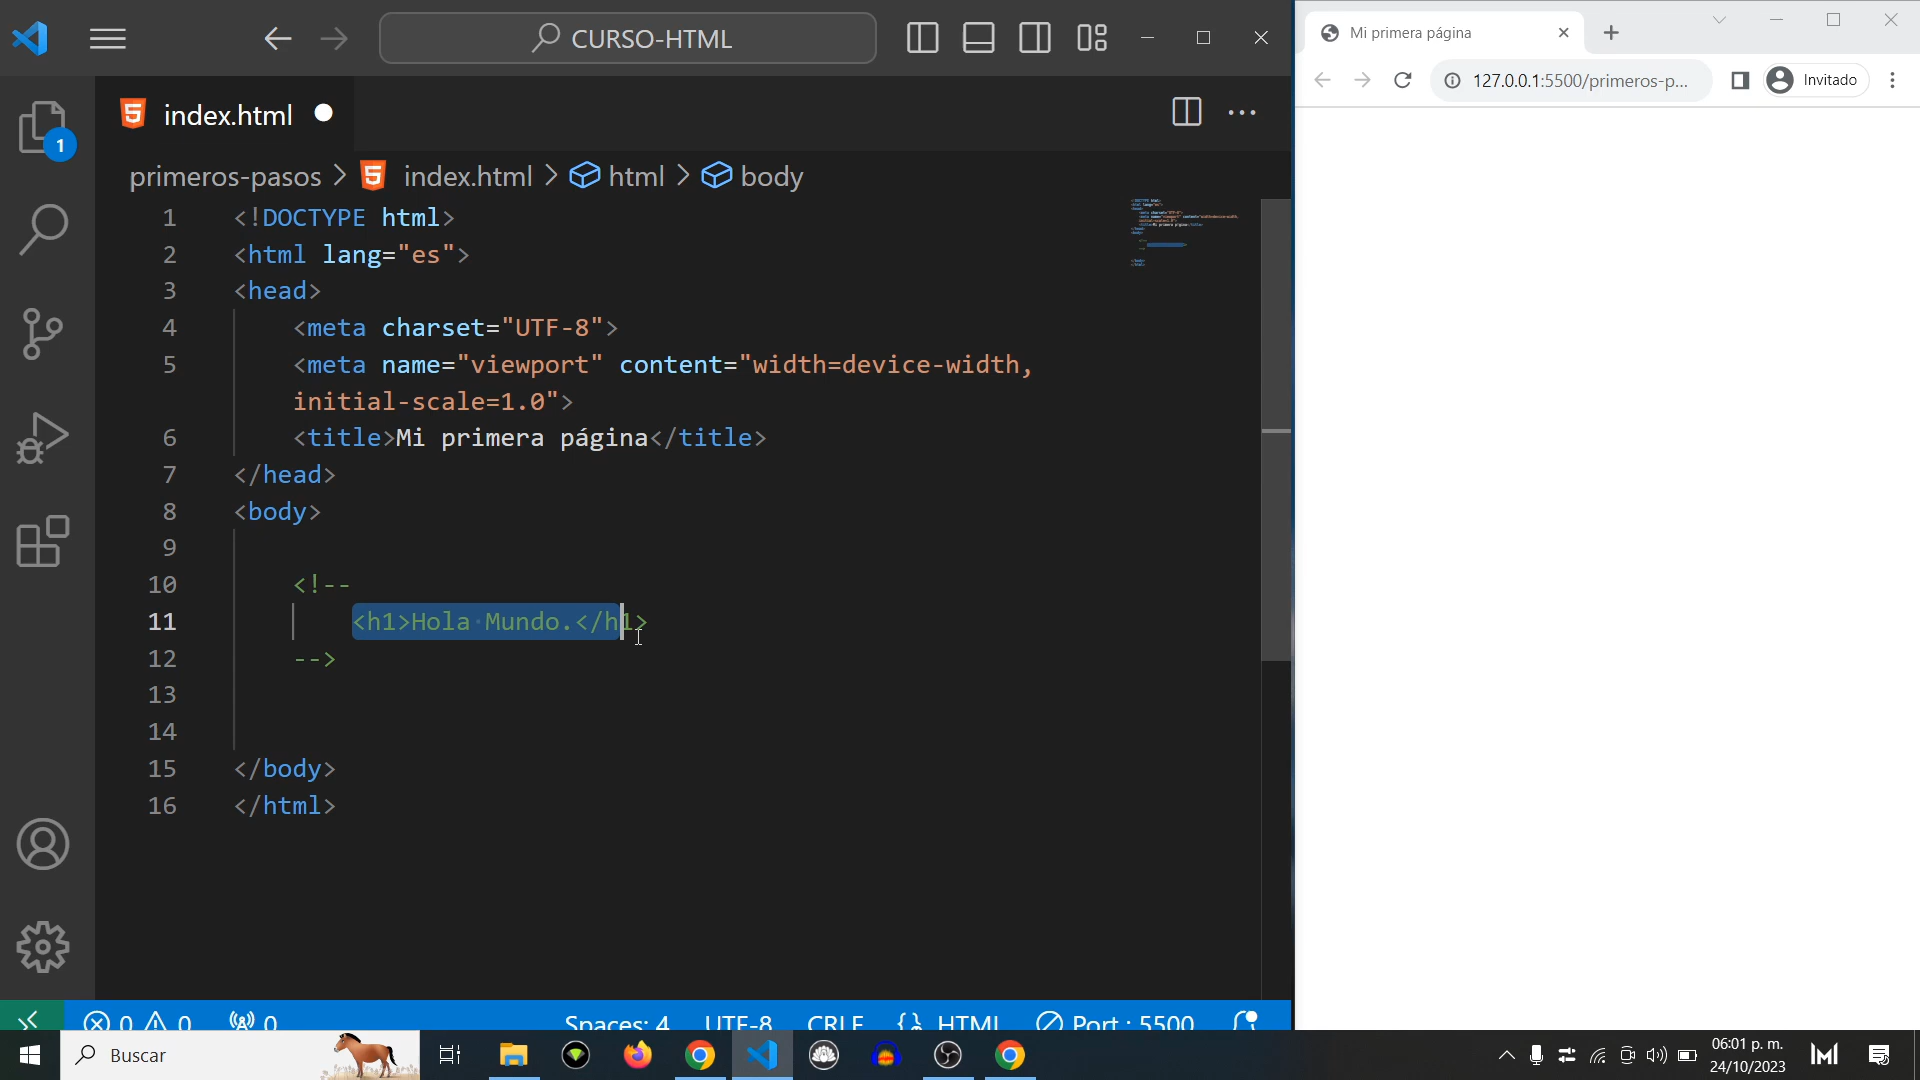 CURSO-HTML
Mi primera página
127.0.0.1:5500/primeros-p...
Invitado
1
index.html
primeros-pasos > index.html > html > body
1 <!DOCTYPE html>
2 <html lang="es">
3 <head>
4 <meta charset="UTF-8">
5 <meta name="viewport" content="width=device-width,
initial-scale=1.0">
6 <title>Mi primera página</title>
7 </head>
8 <body>
9
10 <!--
11 <h1>Hola Mundo.</h1>
12 -->
13
14
15 </body>
16 </html>
0 0 0 Spaces: 4 UTF-8 CRLF {} HTML Port : 5500
Buscar
06:01 p. m.
24/10/2023